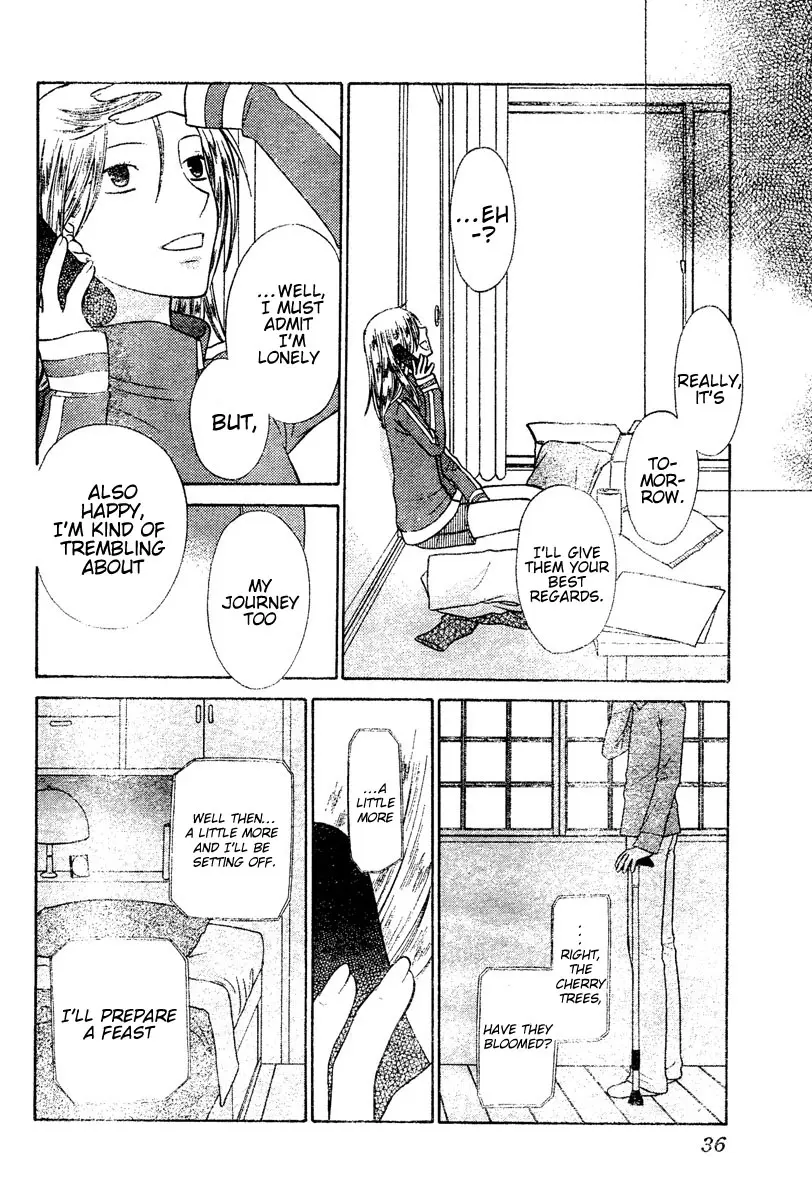 REALLY,
IT'S
TO-
MOR-
ROW.
...EH
-?
I'LL GIVE
THEM YOUR
BEST
REGARDS.
...WELL,
I MUST
ADMIT
I'M
LONELY
BUT,
MY
JOURNEY
TOO
ALSO
HAPPY,
I'M KIND OF
TREMBLING
ABOUT
RIGHT,
THE
CHERRY
TREES,
HAVE THEY
BLOOMED?
...A
LITTLE
MORE
WELL THEN...
A LITTLE MORE
AND I'LL BE
SETTING OFF.
I'LL PREPARE
A FEAST
36